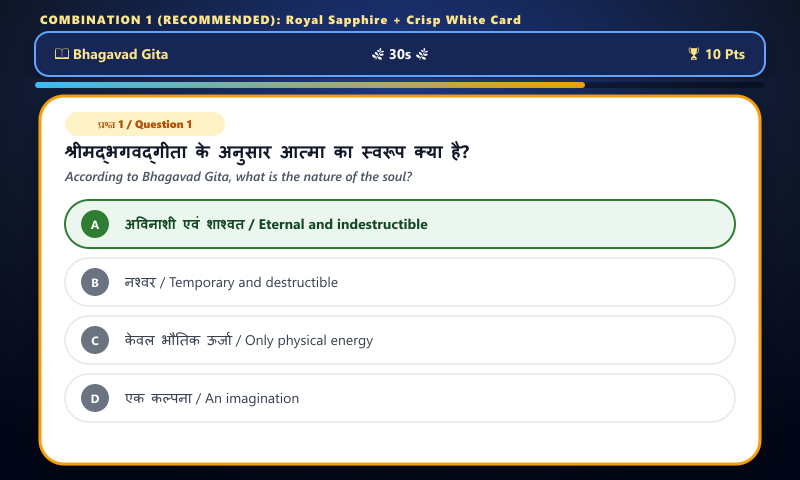 COMBINATION 1 (RECOMMENDED): Royal Sapphire + Crisp White Card
📖 Bhagavad Gita
🪯 30s 🪯
🏆 10 Pts
प्रश्न 1 / Question 1
श्रीमद्भगवद्गीता के अनुसार आत्मा का स्वरूप क्या है?
According to Bhagavad Gita, what is the nature of the soul?
A अविनाशी एवं शाश्वत / Eternal and indestructible
B नश्वर / Temporary and destructible
C केवल भौतिक ऊर्जा / Only physical energy
D एक कल्पना / An imagination